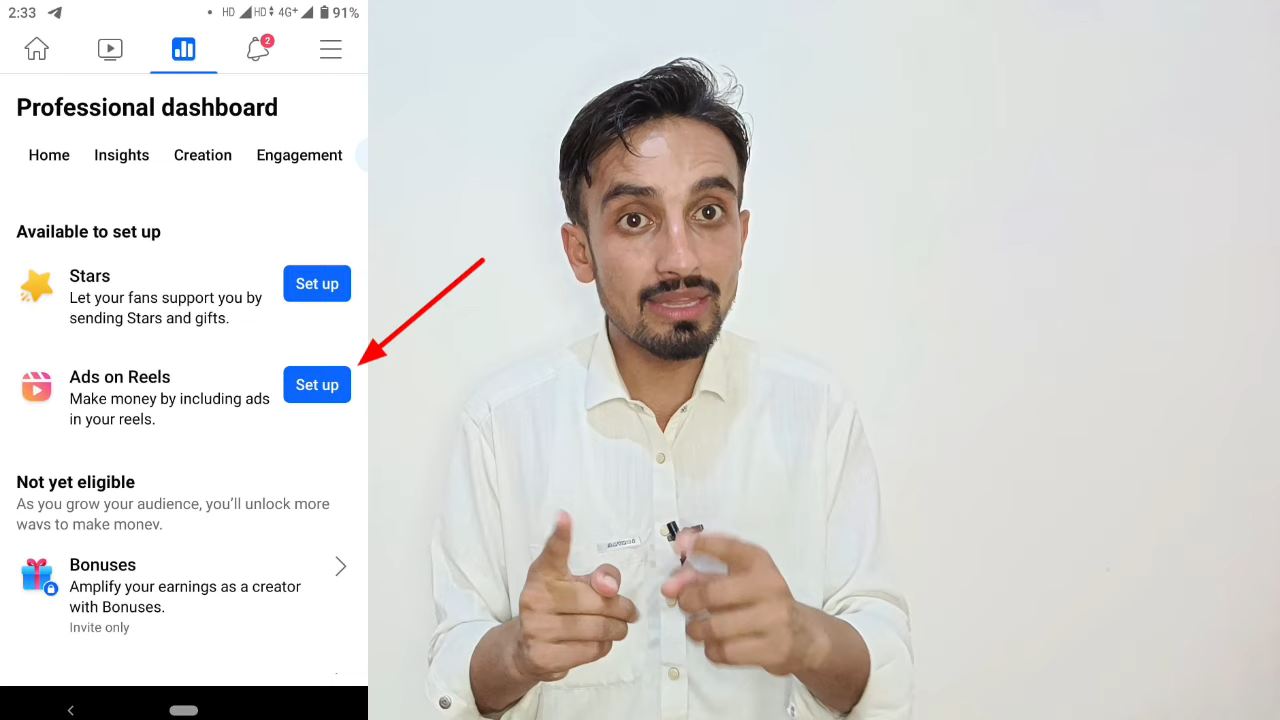 2:33
HD HD 4G+ 91%
2
Professional dashboard
Home Insights Creation Engagement
Available to set up
Stars
Let your fans support you by
sending Stars and gifts.
Set up
Ads on Reels
Make money by including ads
in your reels.
Set up
Not yet eligible
As you grow your audience, you'll unlock more
ways to make money.
Bonuses
Amplify your earnings as a creator
with Bonuses.
Invite only